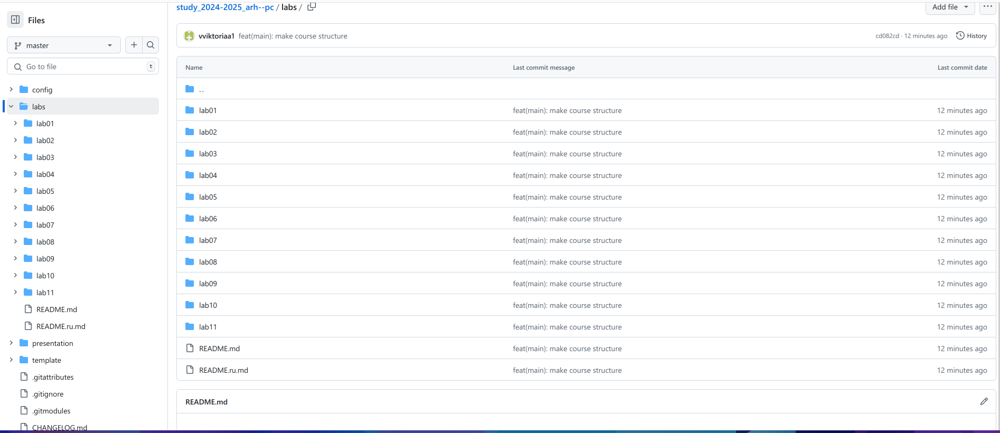 Files
master
Go to file
t
config
labs
lab01
lab02
lab03
lab04
lab05
lab06
lab07
lab08
lab09
lab10
lab11
README.md
README.ru.md
presentation
template
.gitattributes
.gitignore
.gitmodules
CHANGELOG.md
study_2024-2025_arh--pc / labs /
Add file
vviktoriaa1 feat(main): make course structure
cd082cd · 12 minutes ago
History
Name Last commit message Last commit date
..
lab01 feat(main): make course structure 12 minutes ago
lab02 feat(main): make course structure 12 minutes ago
lab03 feat(main): make course structure 12 minutes ago
lab04 feat(main): make course structure 12 minutes ago
lab05 feat(main): make course structure 12 minutes ago
lab06 feat(main): make course structure 12 minutes ago
lab07 feat(main): make course structure 12 minutes ago
lab08 feat(main): make course structure 12 minutes ago
lab09 feat(main): make course structure 12 minutes ago
lab10 feat(main): make course structure 12 minutes ago
lab11 feat(main): make course structure 12 minutes ago
README.md feat(main): make course structure 12 minutes ago
README.ru.md feat(main): make course structure 12 minutes ago
README.md